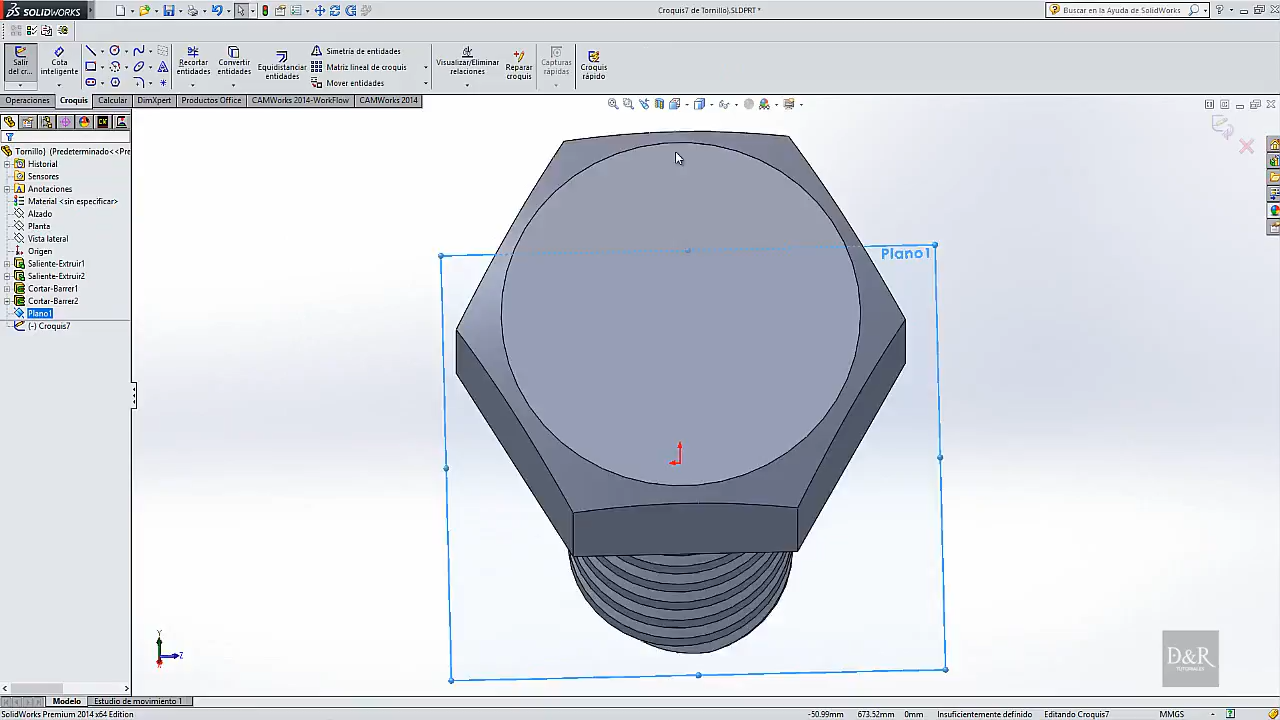 SOLIDWORKS
Croquis7 de Tornillo).SLDPRT *
Buscar en la Ayuda de SolidWorks
Salir del cr...
Cota inteligente
Recortar entidades
Convertir entidades
Equidistanciar entidades
Simetría de entidades
Matriz lineal de croquis
Mover entidades
Visualizar/Eliminar relaciones
Reparar croquis
Capturas rápidas
Croquis rápido
Operaciones Croquis Calcular DimXpert Productos Office CAMWorks 2014-WorkFlow CAMWorks 2014
Tornillo) (Predeterminado<<Pre
Historial
Sensores
Anotaciones
Material <sin especificar>
Alzado
Planta
Vista lateral
Origen
Saliente-Extruir1
Saliente-Extruir2
Cortar-Barrer1
Cortar-Barrer2
Plano1
(-) Croquis7
Plano1
Y
Z
D&R
TUTORIALES
Modelo Estudio de movimiento 1
SolidWorks Premium 2014 x64 Edition -50.99mm 673.52mm 0mm Insuficientemente definido Editando Croquis7 MMGS